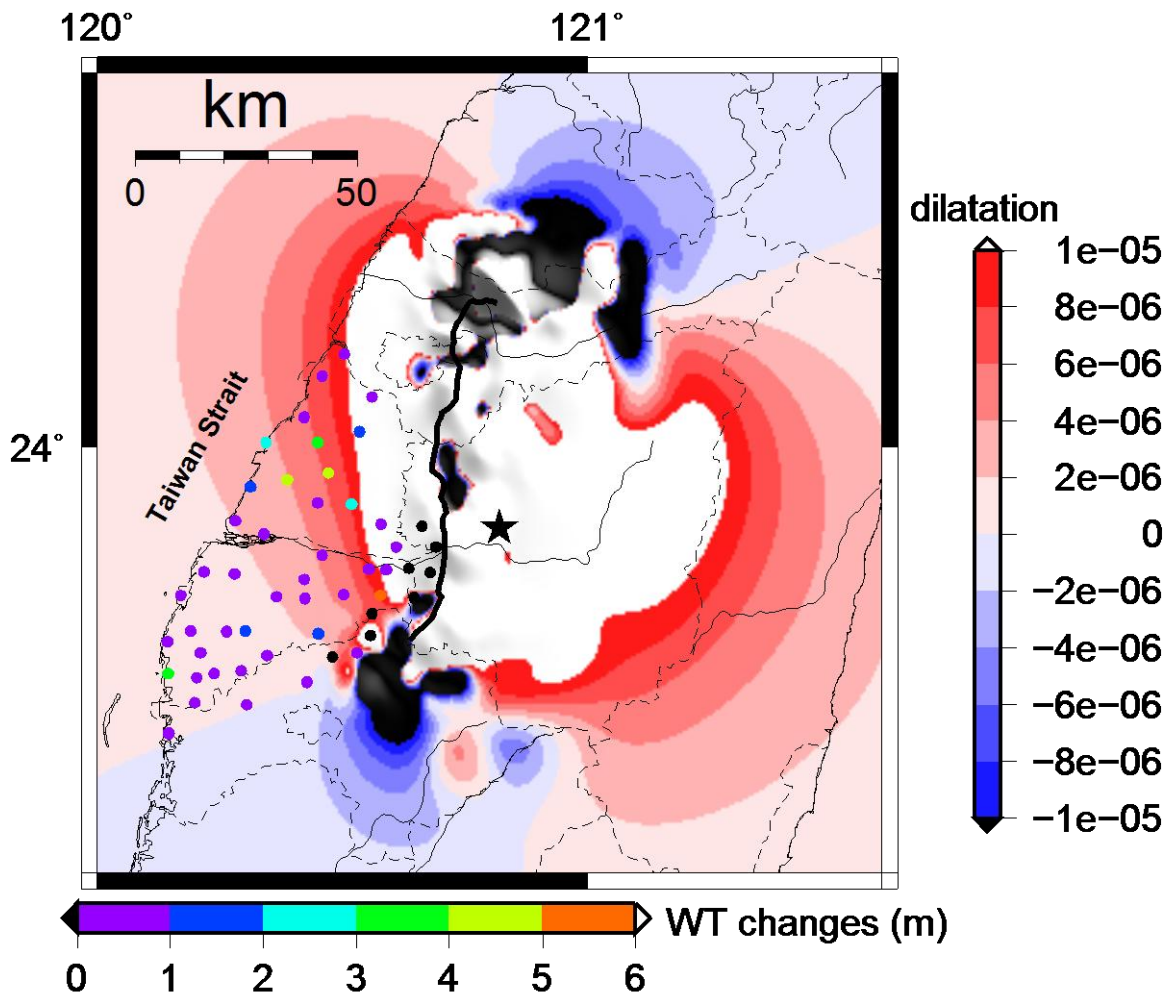 120° 121°
km
0 50
24°
Taiwan Strait
dilatation
1e−05
8e−06
6e−06
4e−06
2e−06
0
−2e−06
−4e−06
−6e−06
−8e−06
−1e−05
WT changes (m)
0 1 2 3 4 5 6